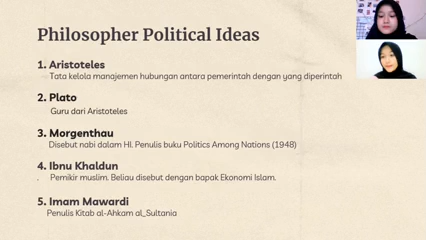 Philosopher Political Ideas
1. Aristoteles
Tata kelola manajemen hubungan antara pemerintah dengan yang diperintah
2. Plato
Guru dari Aristoteles
3. Morgenthau
Disebut nabi dalam HI. Penulis buku Politics Among Nations (1948)
4. Ibnu Khaldun
. Pemikir muslim. Beliau disebut dengan bapak Ekonomi Islam.
5. Imam Mawardi
Penulis Kitab al-Ahkam al_Sultania